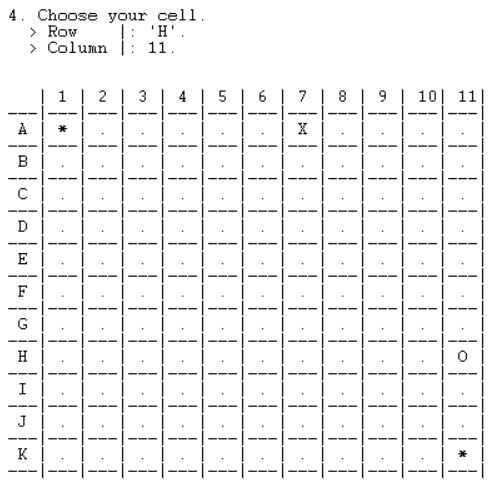 4. Choose your cell.
> Row |: 'H'.
> Column |: 11.
| 1 | 2 | 3 | 4 | 5 | 6 | 7 | 8 | 9 | 10| 11|
---|---|---|---|---|---|---|---|---|---|---|---|
A | * | . | . | . | . | . | X | . | . | . | . |
---|---|---|---|---|---|---|---|---|---|---|---|
B | . | . | . | . | . | . | . | . | . | . | . |
---|---|---|---|---|---|---|---|---|---|---|---|
C | . | . | . | . | . | . | . | . | . | . | . |
---|---|---|---|---|---|---|---|---|---|---|---|
D | . | . | . | . | . | . | . | . | . | . | . |
---|---|---|---|---|---|---|---|---|---|---|---|
E | . | . | . | . | . | . | . | . | . | . | . |
---|---|---|---|---|---|---|---|---|---|---|---|
F | . | . | . | . | . | . | . | . | . | . | . |
---|---|---|---|---|---|---|---|---|---|---|---|
G | . | . | . | . | . | . | . | . | . | . | . |
---|---|---|---|---|---|---|---|---|---|---|---|
H | . | . | . | . | . | . | . | . | . | . | O |
---|---|---|---|---|---|---|---|---|---|---|---|
I | . | . | . | . | . | . | . | . | . | . | . |
---|---|---|---|---|---|---|---|---|---|---|---|
J | . | . | . | . | . | . | . | . | . | . | . |
---|---|---|---|---|---|---|---|---|---|---|---|
K | . | . | . | . | . | . | . | . | . | . | * |
---|---|---|---|---|---|---|---|---|---|---|---|